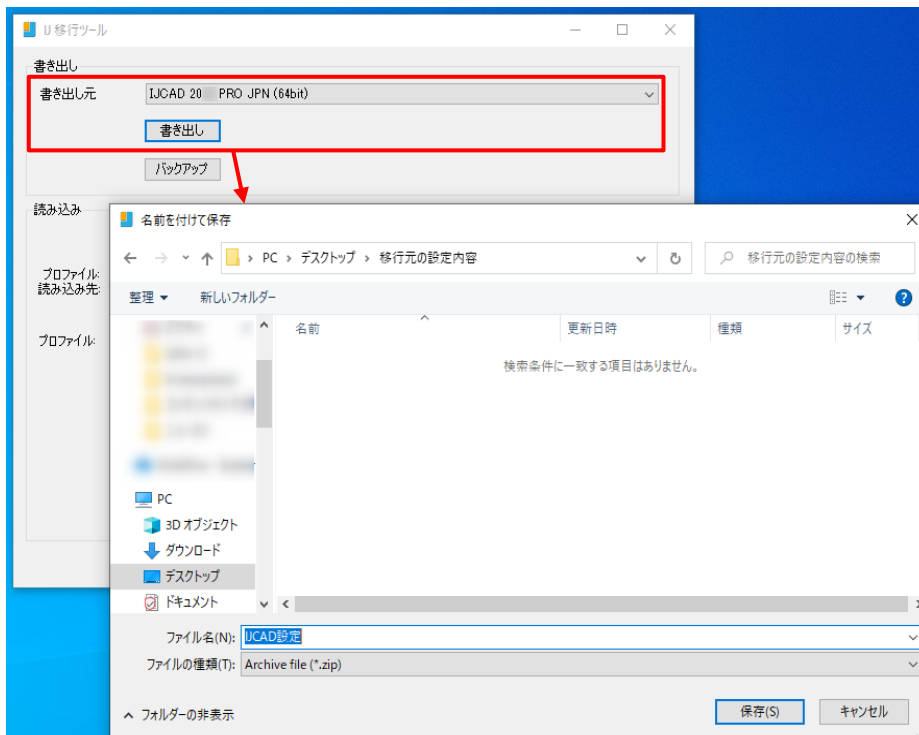 IJ 移行ツール
書き出し
書き出し元
IJCAD 20 PRO JPN (64bit)
書き出し
バックアップ
読み込み
プロファイル:
読み込み先:
プロファイル:
名前を付けて保存
PC › デスクトップ › 移行元の設定内容
移行元の設定内容の検索
整理 新しいフォルダー
名前 更新日時 種類 サイズ
検索条件に一致する項目はありません。
PC
3D オブジェクト
ダウンロード
デスクトップ
ドキュメント
ファイル名(N): IJCAD設定
ファイルの種類(T): Archive file (*.zip)
フォルダーの非表示
保存(S) キャンセル